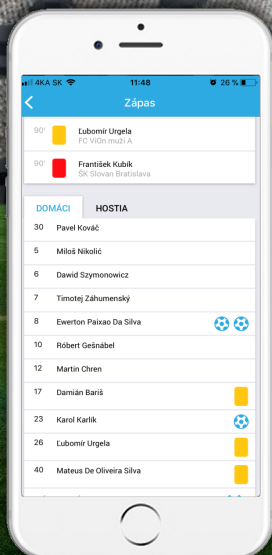 4KA SK 11:48 26 %
Zápas
90' Ľubomír Urgela
FC ViOn muži A
90' František Kubík
ŠK Slovan Bratislava
DOMÁCI HOSTIA
30 Pavel Kováč
5 Miloš Nikolić
6 Dawid Szymonowicz
7 Timotej Záhumenský
8 Ewerton Paixao Da Silva
10 Róbert Gešnábel
12 Martin Chren
17 Damián Bariš
23 Karol Karlík
26 Ľubomír Urgela
40 Mateus De Oliveira Silva